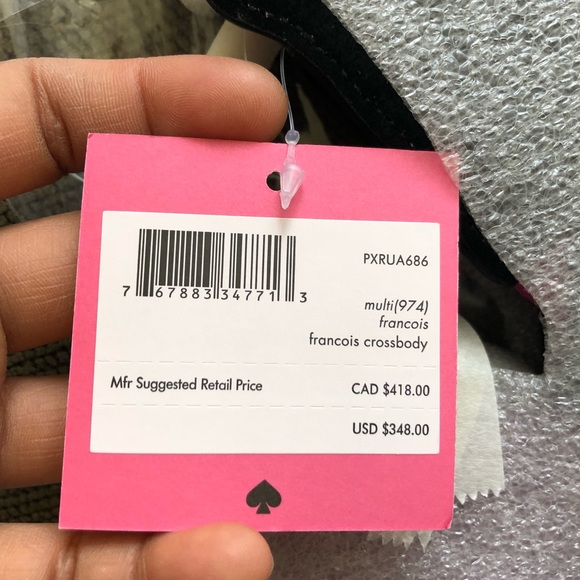 PXRUA686
7 67883 34771 3
multi(974)
francois
francois crossbody
Mfr Suggested Retail Price CAD $418.00
USD $348.00